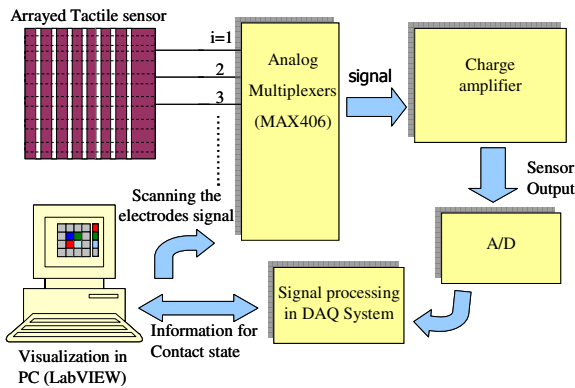 Arrayed Tactile sensor
i=1
2
3
Analog
Multiplexers
(MAX406)
signal
Charge
amplifier
Sensor
Output
A/D
Signal processing
in DAQ System
Scanning the
electrodes signal
Information for
Contact state
Visualization in
PC (LabVIEW)